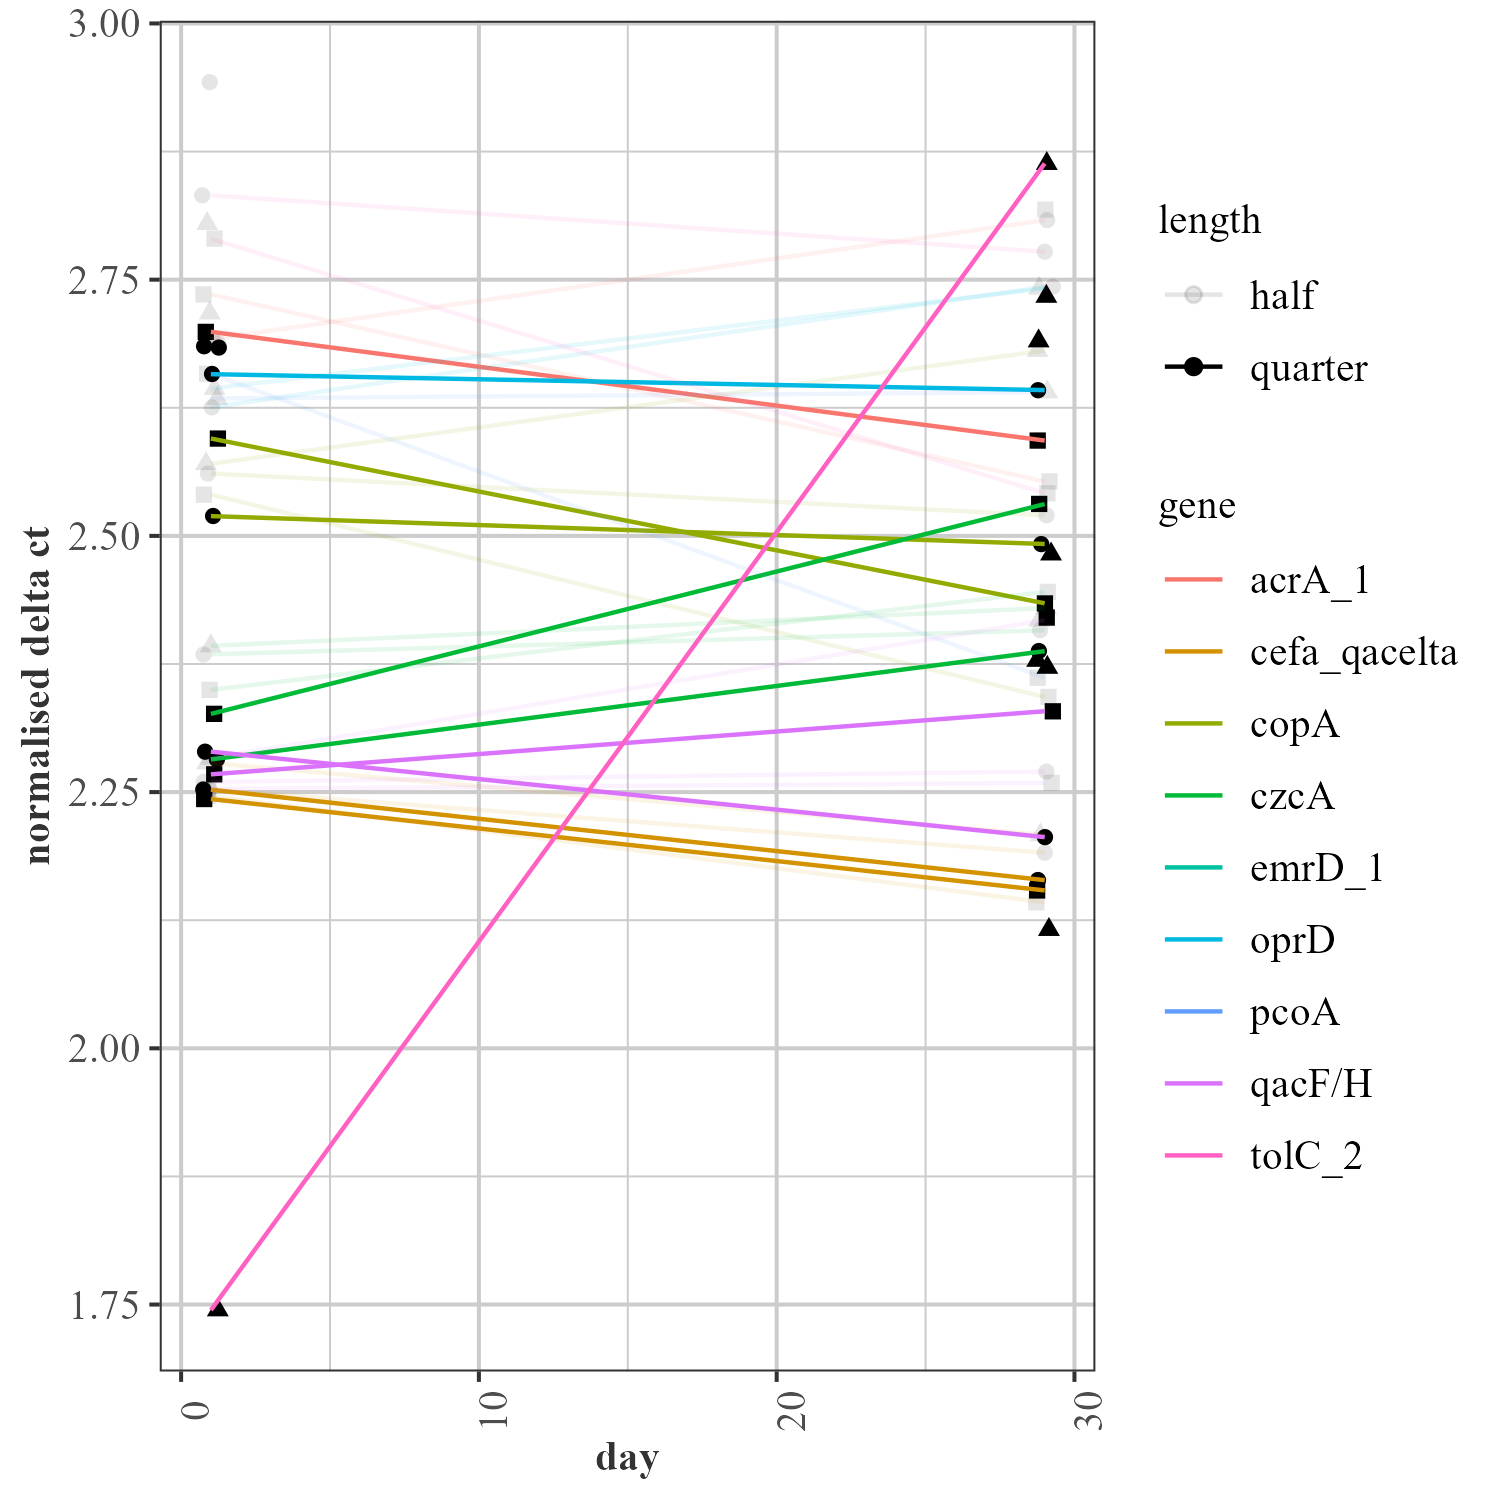 3.00
2.75
2.50
2.25
2.00
1.75
normalised delta ct
0
10
20
30
day
length
half
quarter
gene
acrA_1
cefa_qacelta
copA
czcA
emrD_1
oprD
pcoA
qacF/H
tolC_2